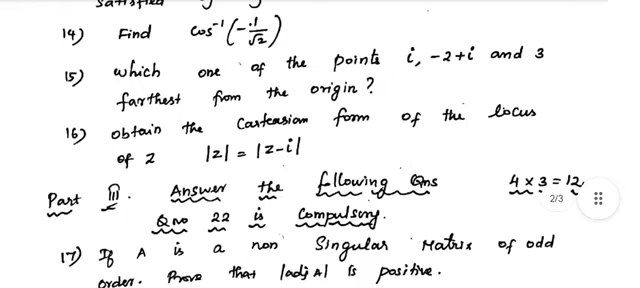 14) Find cos⁻¹(-1/√2)
15) which one of the points i, -2+i and 3
farthest from the origin?
16) obtain the Cartesian form of the locus
of z |z| = |z-i|
Part III. Answer the following Qns 4 × 3 = 12
Q no 22 is compulsory.
2/3
17) If A is a non Singular Matrix of odd
order. Prove that |adj A| is positive.